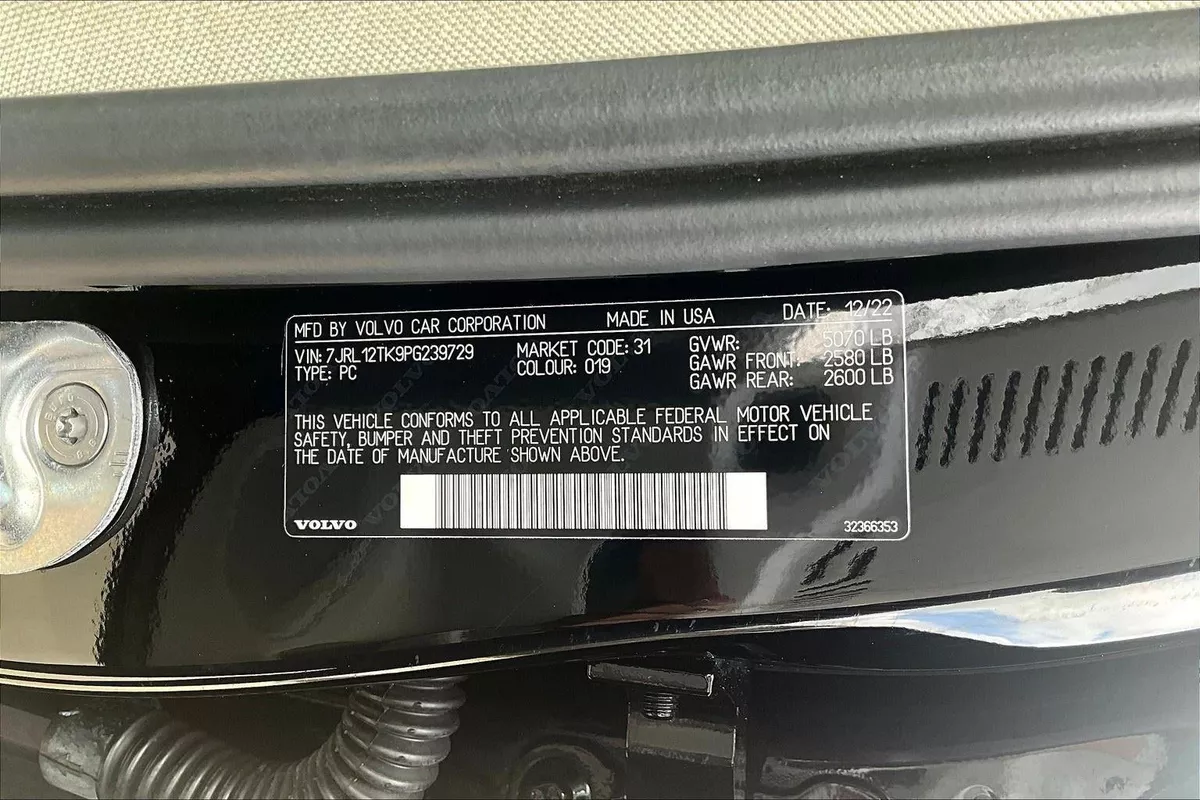 MFD BY VOLVO CAR CORPORATION MADE IN USA DATE: 12/22
VIN: 7JRL12TK9PG239729 MARKET CODE: 31 GVWR: 5070 LB
TYPE: PC COLOUR: 019 GAWR FRONT: 2580 LB
GAWR REAR: 2600 LB
THIS VEHICLE CONFORMS TO ALL APPLICABLE FEDERAL MOTOR VEHICLE
SAFETY, BUMPER AND THEFT PREVENTION STANDARDS IN EFFECT ON
THE DATE OF MANUFACTURE SHOWN ABOVE.
VOLVO 32366353